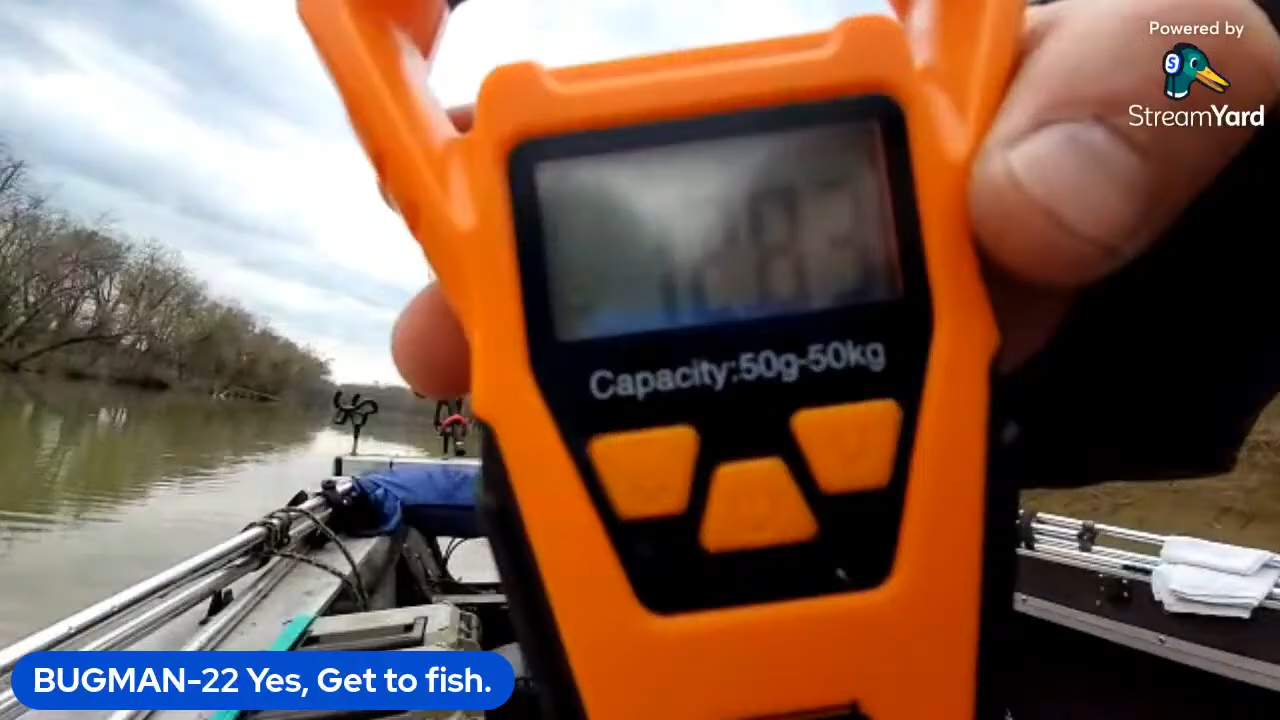 Powered by
StreamYard
Capacity:50g-50kg
BUGMAN-22 Yes, Get to fish.